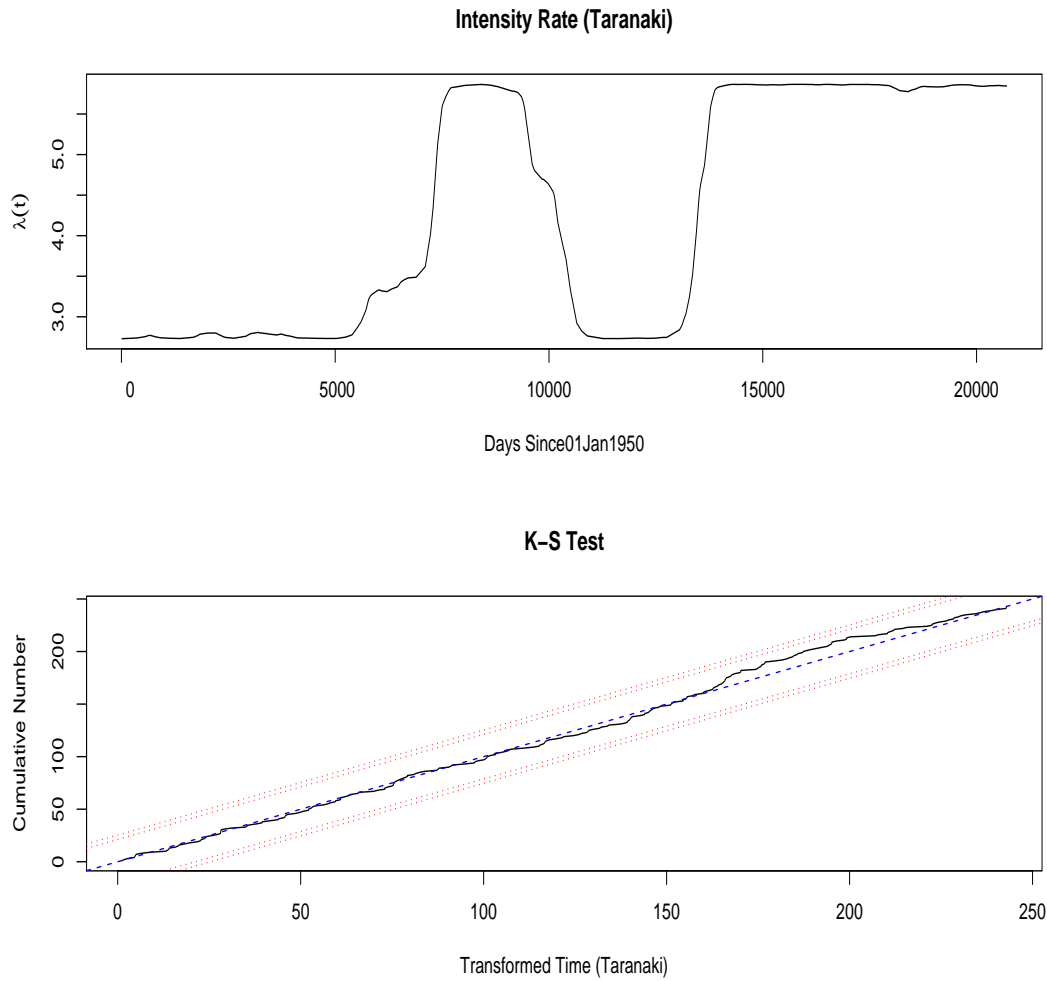 Intensity Rate (Taranaki)
λ(t)
3.0
4.0
5.0
0 5000 10000 15000 20000
Days Since01Jan1950
K–S Test
Cumulative Number
0
50
100
200
0 50 100 150 200 250
Transformed Time (Taranaki)